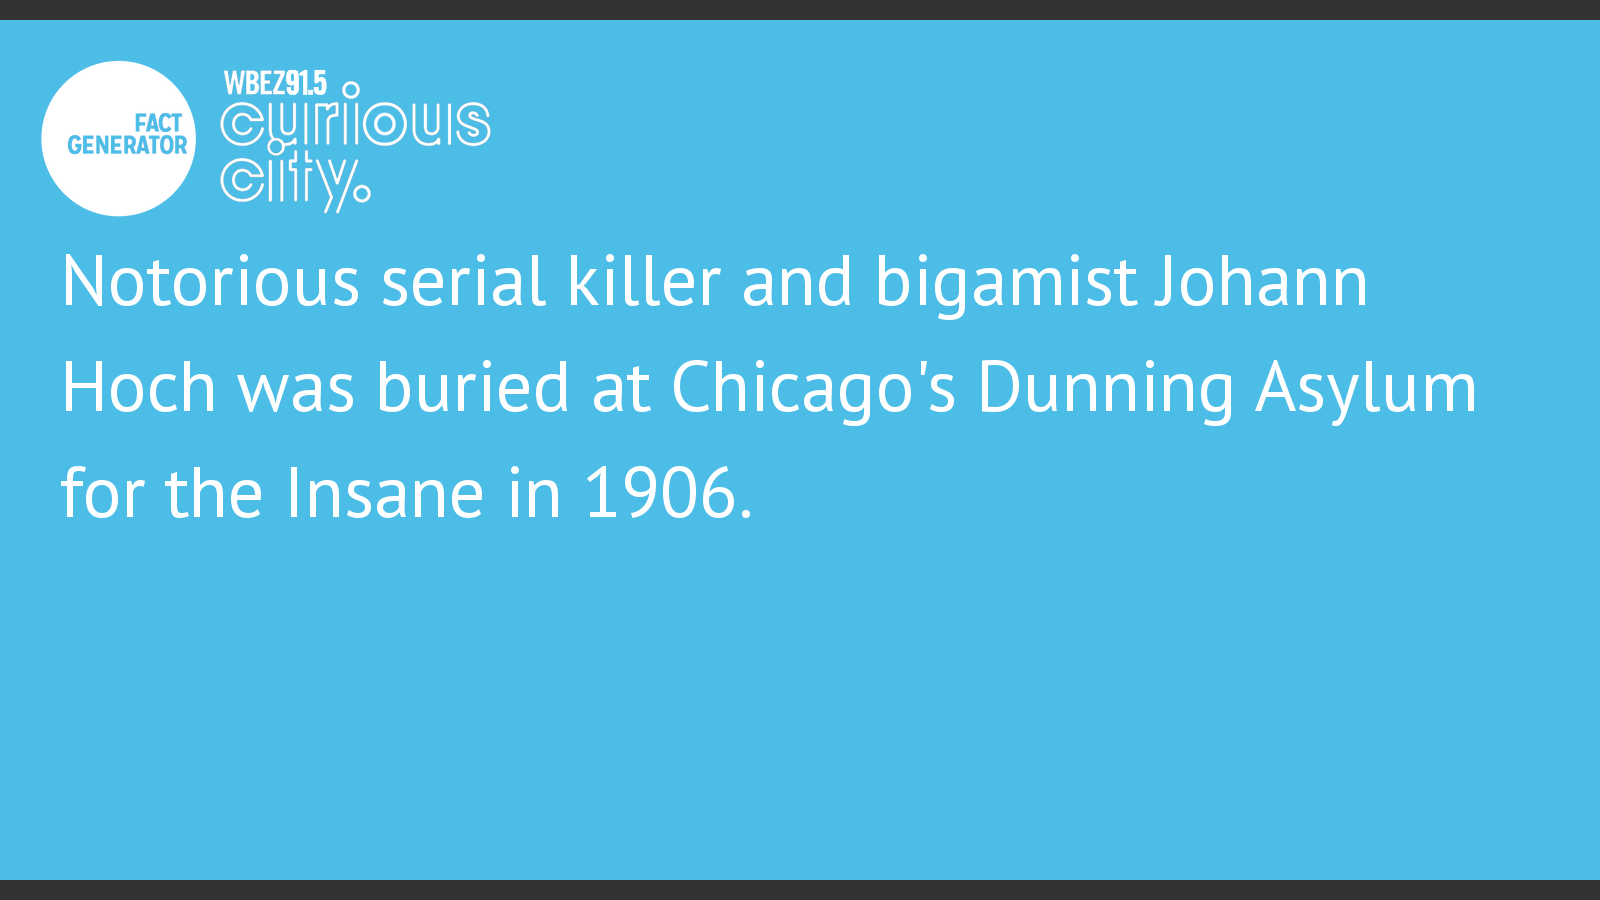 FACT
GENERATOR
WBEZ91.5
curious
city.
Notorious serial killer and bigamist Johann
Hoch was buried at Chicago's Dunning Asylum
for the Insane in 1906.